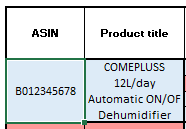 ASIN Product title
B012345678
COMEPLUSS
12L/day
Automatic ON/OF
Dehumidifier